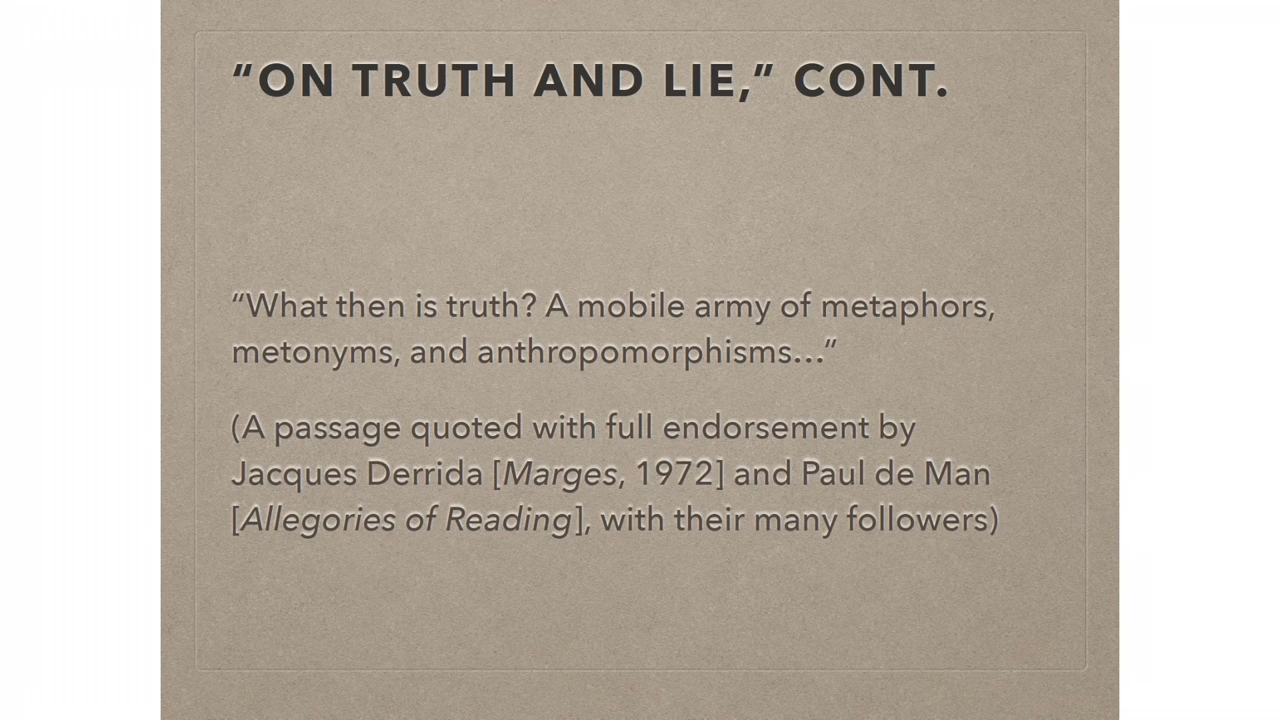 “ON TRUTH AND LIE,” CONT.
“What then is truth? A mobile army of metaphors,
metonyms, and anthropomorphisms…”
(A passage quoted with full endorsement by
Jacques Derrida [Marges, 1972] and Paul de Man
[Allegories of Reading], with their many followers)